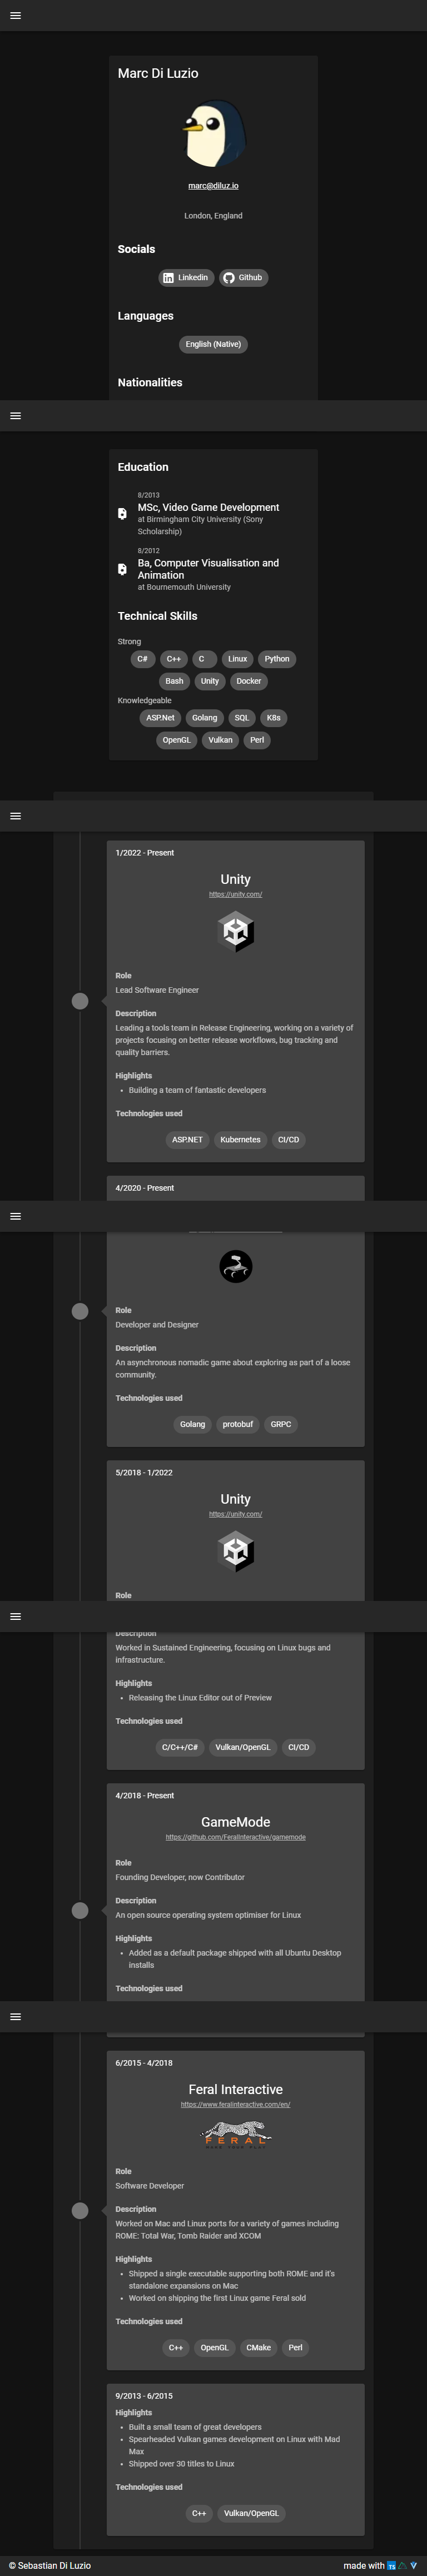 Marc Di Luzio
marc@diluz.io
London, England
Socials
Linkedin Github
Languages
English (Native)
Nationalities
Education
8/2013
MSc, Video Game Development
at Birmingham City University (Sony
Scholarship)
8/2012
Ba, Computer Visualisation and
Animation
at Bournemouth University
Technical Skills
Strong
C# C++ C Linux Python
Bash Unity Docker
Knowledgeable
ASP.Net Golang SQL K8s
OpenGL Vulkan Perl
1/2022 - Present
Unity
https://unity.com/
Role
Lead Software Engineer
Description
Leading a tools team in Release Engineering, working on a variety of
projects focusing on better release workflows, bug tracking and
quality barriers.
Highlights
• Building a team of fantastic developers
Technologies used
ASP.NET Kubernetes CI/CD
4/2020 - Present
Role
Developer and Designer
Description
An asynchronous nomadic game about exploring as part of a loose
community.
Technologies used
Golang protobuf GRPC
5/2018 - 1/2022
Unity
https://unity.com/
Role
Description
Worked in Sustained Engineering, focusing on Linux bugs and
infrastructure.
Highlights
• Releasing the Linux Editor out of Preview
Technologies used
C/C++/C# Vulkan/OpenGL CI/CD
4/2018 - Present
GameMode
https://github.com/FeralInteractive/gamemode
Role
Founding Developer, now Contributor
Description
An open source operating system optimiser for Linux
Highlights
• Added as a default package shipped with all Ubuntu Desktop
installs
Technologies used
6/2015 - 4/2018
Feral Interactive
https://www.feralinteractive.com/en/
FERAL
Role
Software Developer
Description
Worked on Mac and Linux ports for a variety of games including
ROME: Total War, Tomb Raider and XCOM
Highlights
• Shipped a single executable supporting both ROME and it's
standalone expansions on Mac
• Worked on shipping the first Linux game Feral sold
Technologies used
C++ OpenGL CMake Perl
9/2013 - 6/2015
Highlights
• Built a small team of great developers
• Spearheaded Vulkan games development on Linux with Mad
Max
• Shipped over 30 titles to Linux
Technologies used
C++ Vulkan/OpenGL
© Sebastian Di Luzio made with TS